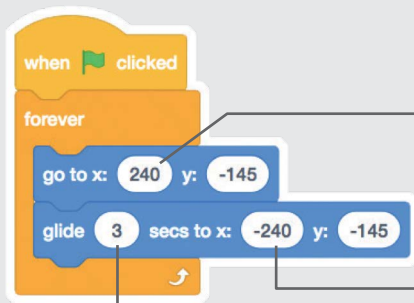 when clicked
forever
go to x: 240 y: -145
glide 3 secs to x: -240 y: -145